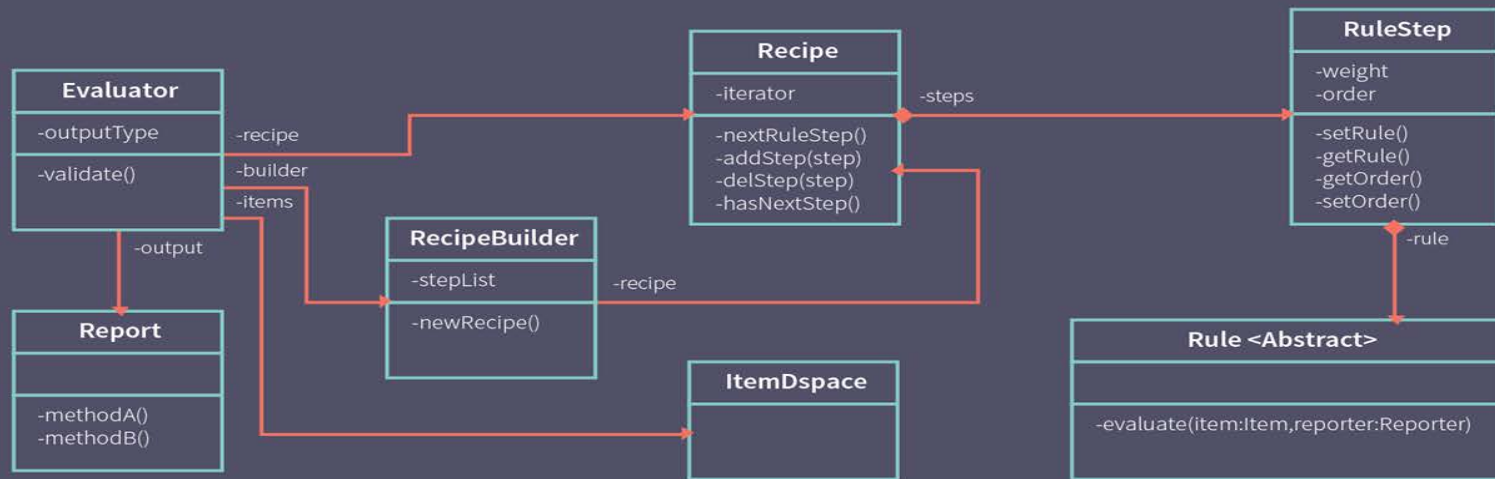 Evaluator
-outputType
-validate()
-recipe
-builder
-items
-output
Report
-methodA()
-methodB()
RecipeBuilder
-stepList
-newRecipe()
-recipe
Recipe
-iterator
-nextRuleStep()
-addStep(step)
-delStep(step)
-hasNextStep()
-steps
ItemDspace
RuleStep
-weight
-order
-setRule()
-getRule()
-getOrder()
-setOrder()
-rule
Rule <Abstract>
-evaluate(item:Item,reporter:Reporter)